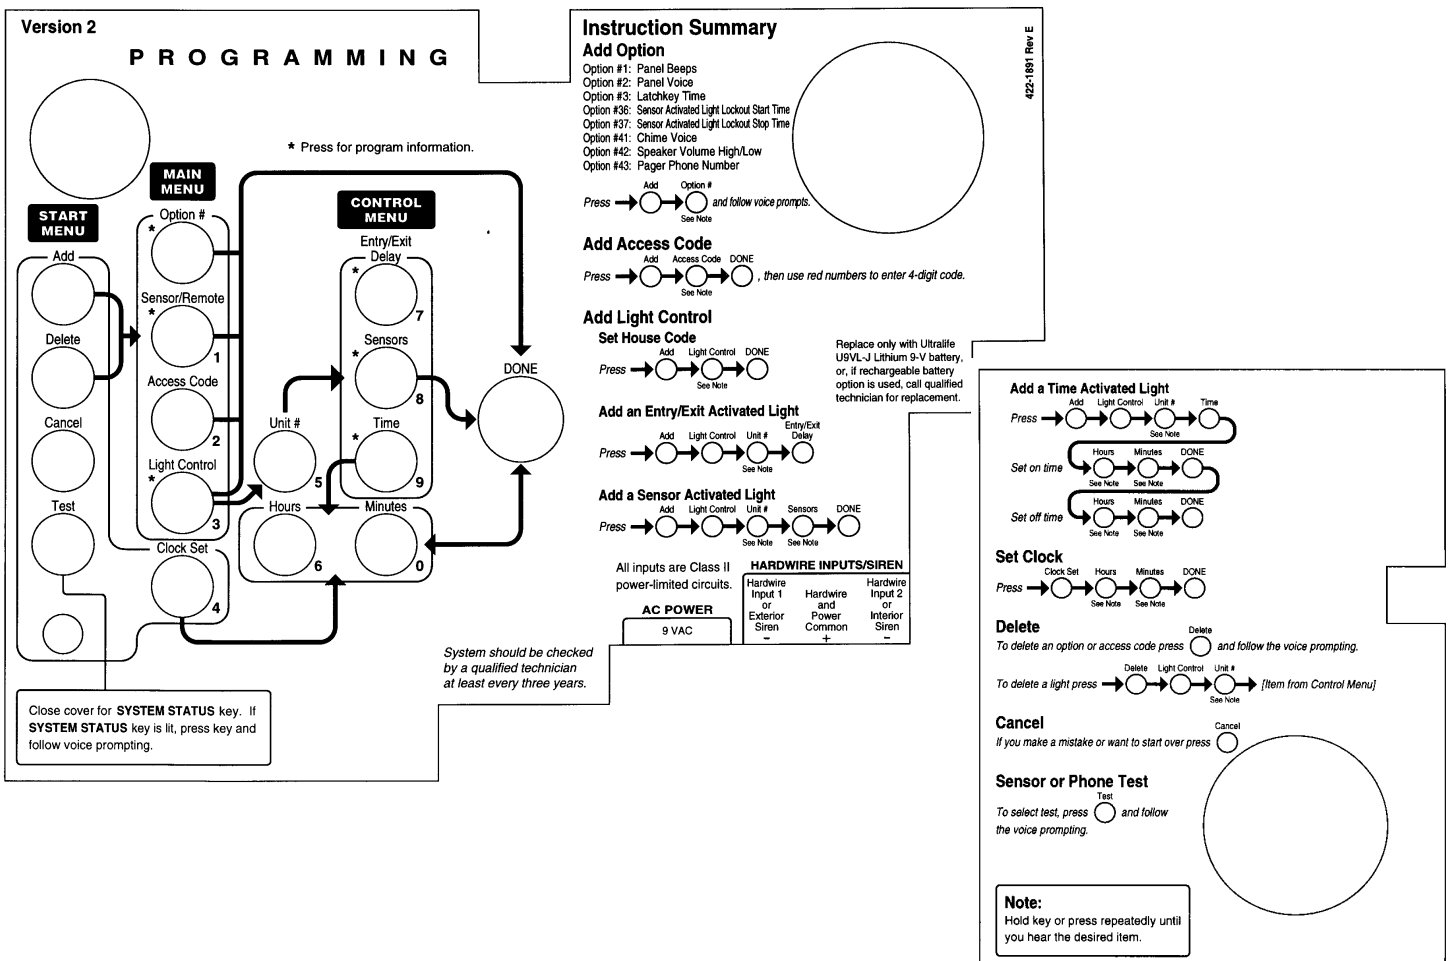 Version 2
PROGRAMMING
* Press for program information.
MAIN
MENU
START
MENU
CONTROL
MENU
Option #
*
Add
Entry/Exit
Delay
*
7
Sensor/Remote
*
1
Delete
Sensors
*
8
DONE
Access Code
2
Cancel
Unit #
5
Time
*
9
Light Control
*
3
Test
Hours
6
Minutes
0
Clock Set
4
Close cover for SYSTEM STATUS key. If
SYSTEM STATUS key is lit, press key and
follow voice prompting.
System should be checked
by a qualified technician
at least every three years.
Instruction Summary
Add Option
Option #1: Panel Beeps
Option #2: Panel Voice
Option #3: Latchkey Time
Option #36: Sensor Activated Light Lockout Start Time
Option #37: Sensor Activated Light Lockout Stop Time
Option #41: Chime Voice
Option #42: Speaker Volume High/Low
Option #43: Pager Phone Number
Add Option #
Press and follow voice prompts.
See Note
422-1891 Rev E
Add Access Code
Add Access Code DONE
Press , then use red numbers to enter 4-digit code.
See Note
Add Light Control
Set House Code
Add Light Control DONE
Press
See Note
Replace only with Ultralife
U9VL-J Lithium 9-V battery,
or, if rechargeable battery
option is used, call qualified
technician for replacement.
Add an Entry/Exit Activated Light
Add Light Control Unit # Entry/Exit
Delay
Press
See Note
Add a Sensor Activated Light
Add Light Control Unit # Sensors DONE
Press
See Note See Note
All inputs are Class II
power-limited circuits.
AC POWER
9 VAC
HARDWIRE INPUTS/SIREN
Hardwire
Input 1
or
Exterior
Siren
–
Hardwire
and
Power
Common
+
Hardwire
Input 2
or
Interior
Siren
–
Add a Time Activated Light
Add Light Control Unit # Time
Press
See Note
Hours Minutes DONE
Set on time
See Note See Note
Hours Minutes DONE
Set off time
See Note See Note
Set Clock
Clock Set Hours Minutes DONE
Press
See Note See Note
Delete
Delete
To delete an option or access code press and follow the voice prompting.
Delete Light Control Unit #
To delete a light press [Item from Control Menu]
See Note
Cancel
Cancel
If you make a mistake or want to start over press
Sensor or Phone Test
Test
To select test, press and follow
the voice prompting.
Note:
Hold key or press repeatedly until
you hear the desired item.